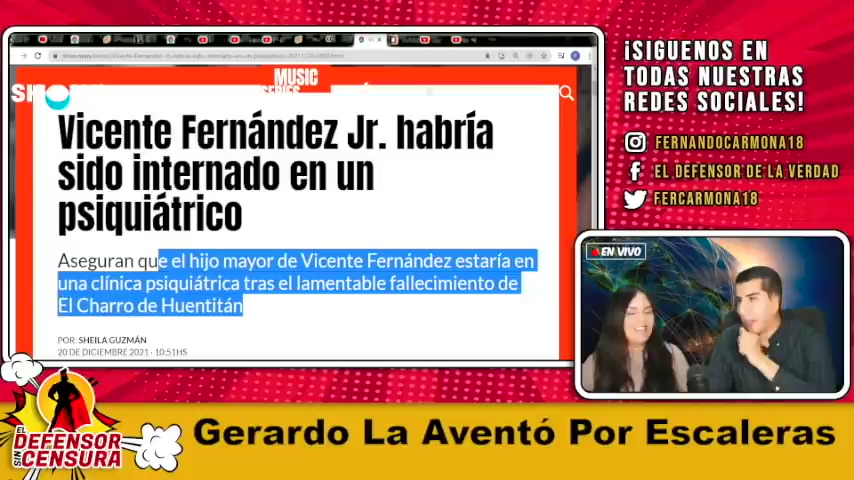 MUSIC
Vicente Fernández Jr. habría
sido internado en un
psiquiátrico
Aseguran que el hijo mayor de Vicente Fernández estaría en
una clínica psiquiátrica tras el lamentable fallecimiento de
El Charro de Huentitán
POR: SHEILA GUZMÁN
20 DE DICIEMBRE 2021 · 10:51HS
¡SIGUENOS EN
TODAS NUESTRAS
REDES SOCIALES!
FERNANDOCARMONA18
EL DEFENSOR DE LA VERDAD
FERCARMONA18
EN VIVO
EL
DEFENSOR
SIN
CENSURA
Gerardo La Aventó Por Escaleras